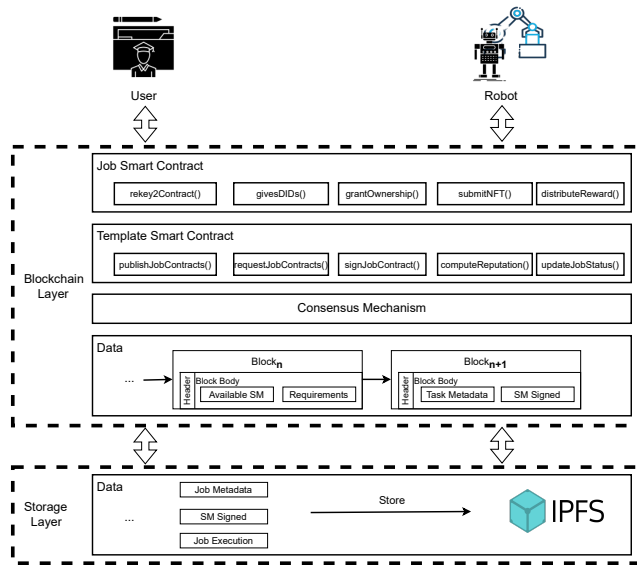 User
Robot
Job Smart Contract
rekey2Contract()
givesDIDs()
grantOwnership()
submitNFT()
distributeReward()
Template Smart Contract
publishJobContracts()
requestJobContracts()
signJobContract()
computeReputation()
updateJobStatus()
Blockchain
Layer
Consensus Mechanism
Data
...
Block n
Header
Block Body
Available SM
Requirements
Block n+1
Header
Block Body
Task Metadata
SM Signed
Storage
Layer
Data
...
Job Metadata
SM Signed
Job Execution
Store
IPFS